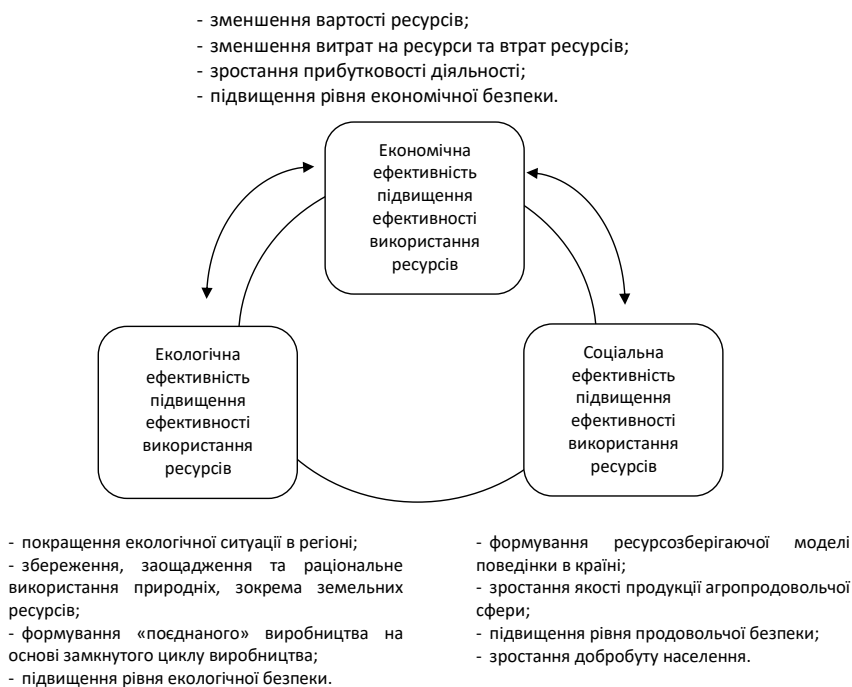 - зменшення вартості ресурсів;
- зменшення витрат на ресурси та втрат ресурсів;
- зростання прибутковості діяльності;
- підвищення рівня економічної безпеки.
Економічна
ефективність
підвищення
ефективності
використання
ресурсів
Екологічна
ефективність
підвищення
ефективності
використання
ресурсів
Соціальна
ефективність
підвищення
ефективності
використання
ресурсів
- покращення екологічної ситуації в регіоні;
- збереження, заощадження та раціональне
використання природніх, зокрема земельних
ресурсів;
- формування «поєднаного» виробництва на
основі замкнутого циклу виробництва;
- підвищення рівня екологічної безпеки.
- формування ресурсозберігаючої моделі
поведінки в країні;
- зростання якості продукції агропродовольчої
сфери;
- підвищення рівня продовольчої безпеки;
- зростання добробуту населення.